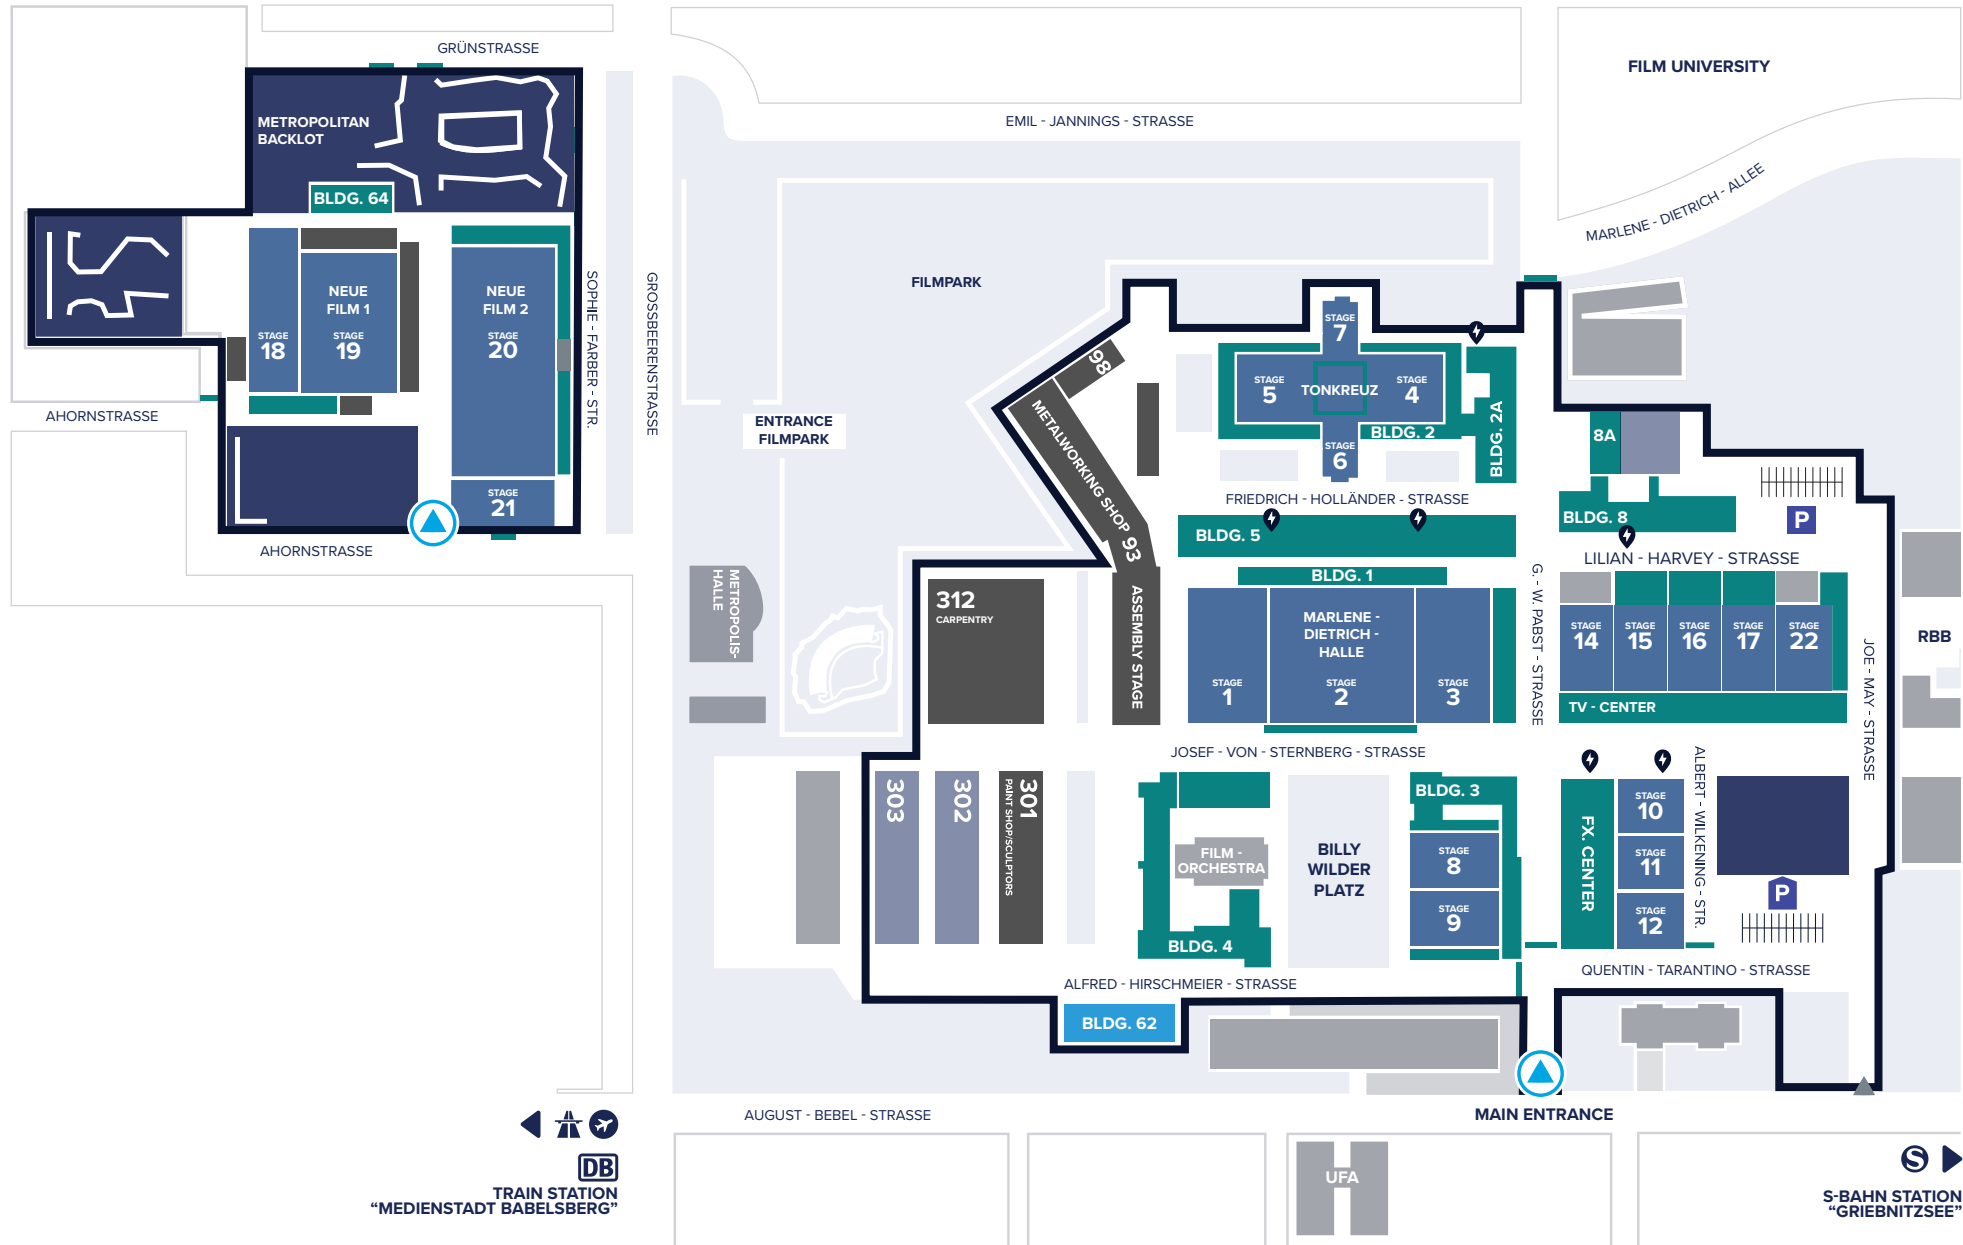 GRÜNSTRASSE
METROPOLITAN
BACKLOT
BLDG. 64
NEUE
FILM 1
STAGE
18
STAGE
19
NEUE
FILM 2
STAGE
20
STAGE
21
SOPHIE - FARBER - STR.
GROSSBEERENSTRASSE
AHORNSTRASSE
AHORNSTRASSE
EMIL - JANNINGS - STRASSE
FILM UNIVERSITY
MARLENE - DIETRICH - ALLEE
FILMPARK
ENTRANCE
FILMPARK
METROPOLIS-
HALLE
98
METALWORKING SHOP 93
ASSEMBLY STAGE
312
CARPENTRY
STAGE
7
STAGE
5
TONKREUZ
STAGE
4
STAGE
6
BLDG. 2
BLDG. 2A
FRIEDRICH - HOLLÄNDER - STRASSE
BLDG. 5
BLDG. 1
MARLENE -
DIETRICH -
HALLE
STAGE
1
STAGE
2
STAGE
3
G. - W. PABST - STRASSE
8A
BLDG. 8
P
LILIAN - HARVEY - STRASSE
STAGE
14
STAGE
15
STAGE
16
STAGE
17
STAGE
22
TV - CENTER
JOE - MAY - STRASSE
RBB
JOSEF - VON - STERNBERG - STRASSE
303
302
301
PAINT SHOP/SCULPTORS
FILM -
ORCHESTRA
BLDG. 4
BILLY
WILDER
PLATZ
BLDG. 3
STAGE
8
STAGE
9
FX. CENTER
STAGE
10
STAGE
11
STAGE
12
ALBERT - WILKENING - STR.
P
QUENTIN - TARANTINO - STRASSE
ALFRED - HIRSCHMEIER - STRASSE
BLDG. 62
AUGUST - BEBEL - STRASSE
MAIN ENTRANCE
UFA
DB
TRAIN STATION
“MEDIENSTADT BABELSBERG”
S
S-BAHN STATION
“GRIEBNITZSEE”